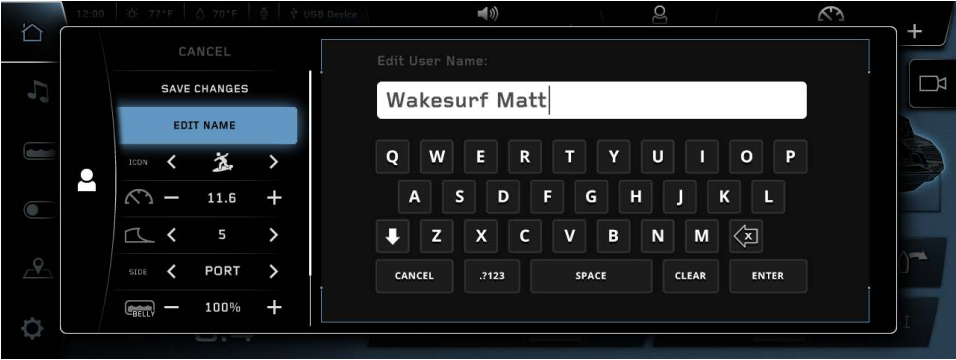 12:00 77°F 70°F USB Device
CANCEL
SAVE CHANGES
EDIT NAME
ICON
11.6
5
SIDE PORT
BELLY 100%
Edit User Name:
Wakesurf Matt
Q W E R T Y U I O P
A S D F G H J K L
Z X C V B N M X
CANCEL .?123 SPACE CLEAR ENTER